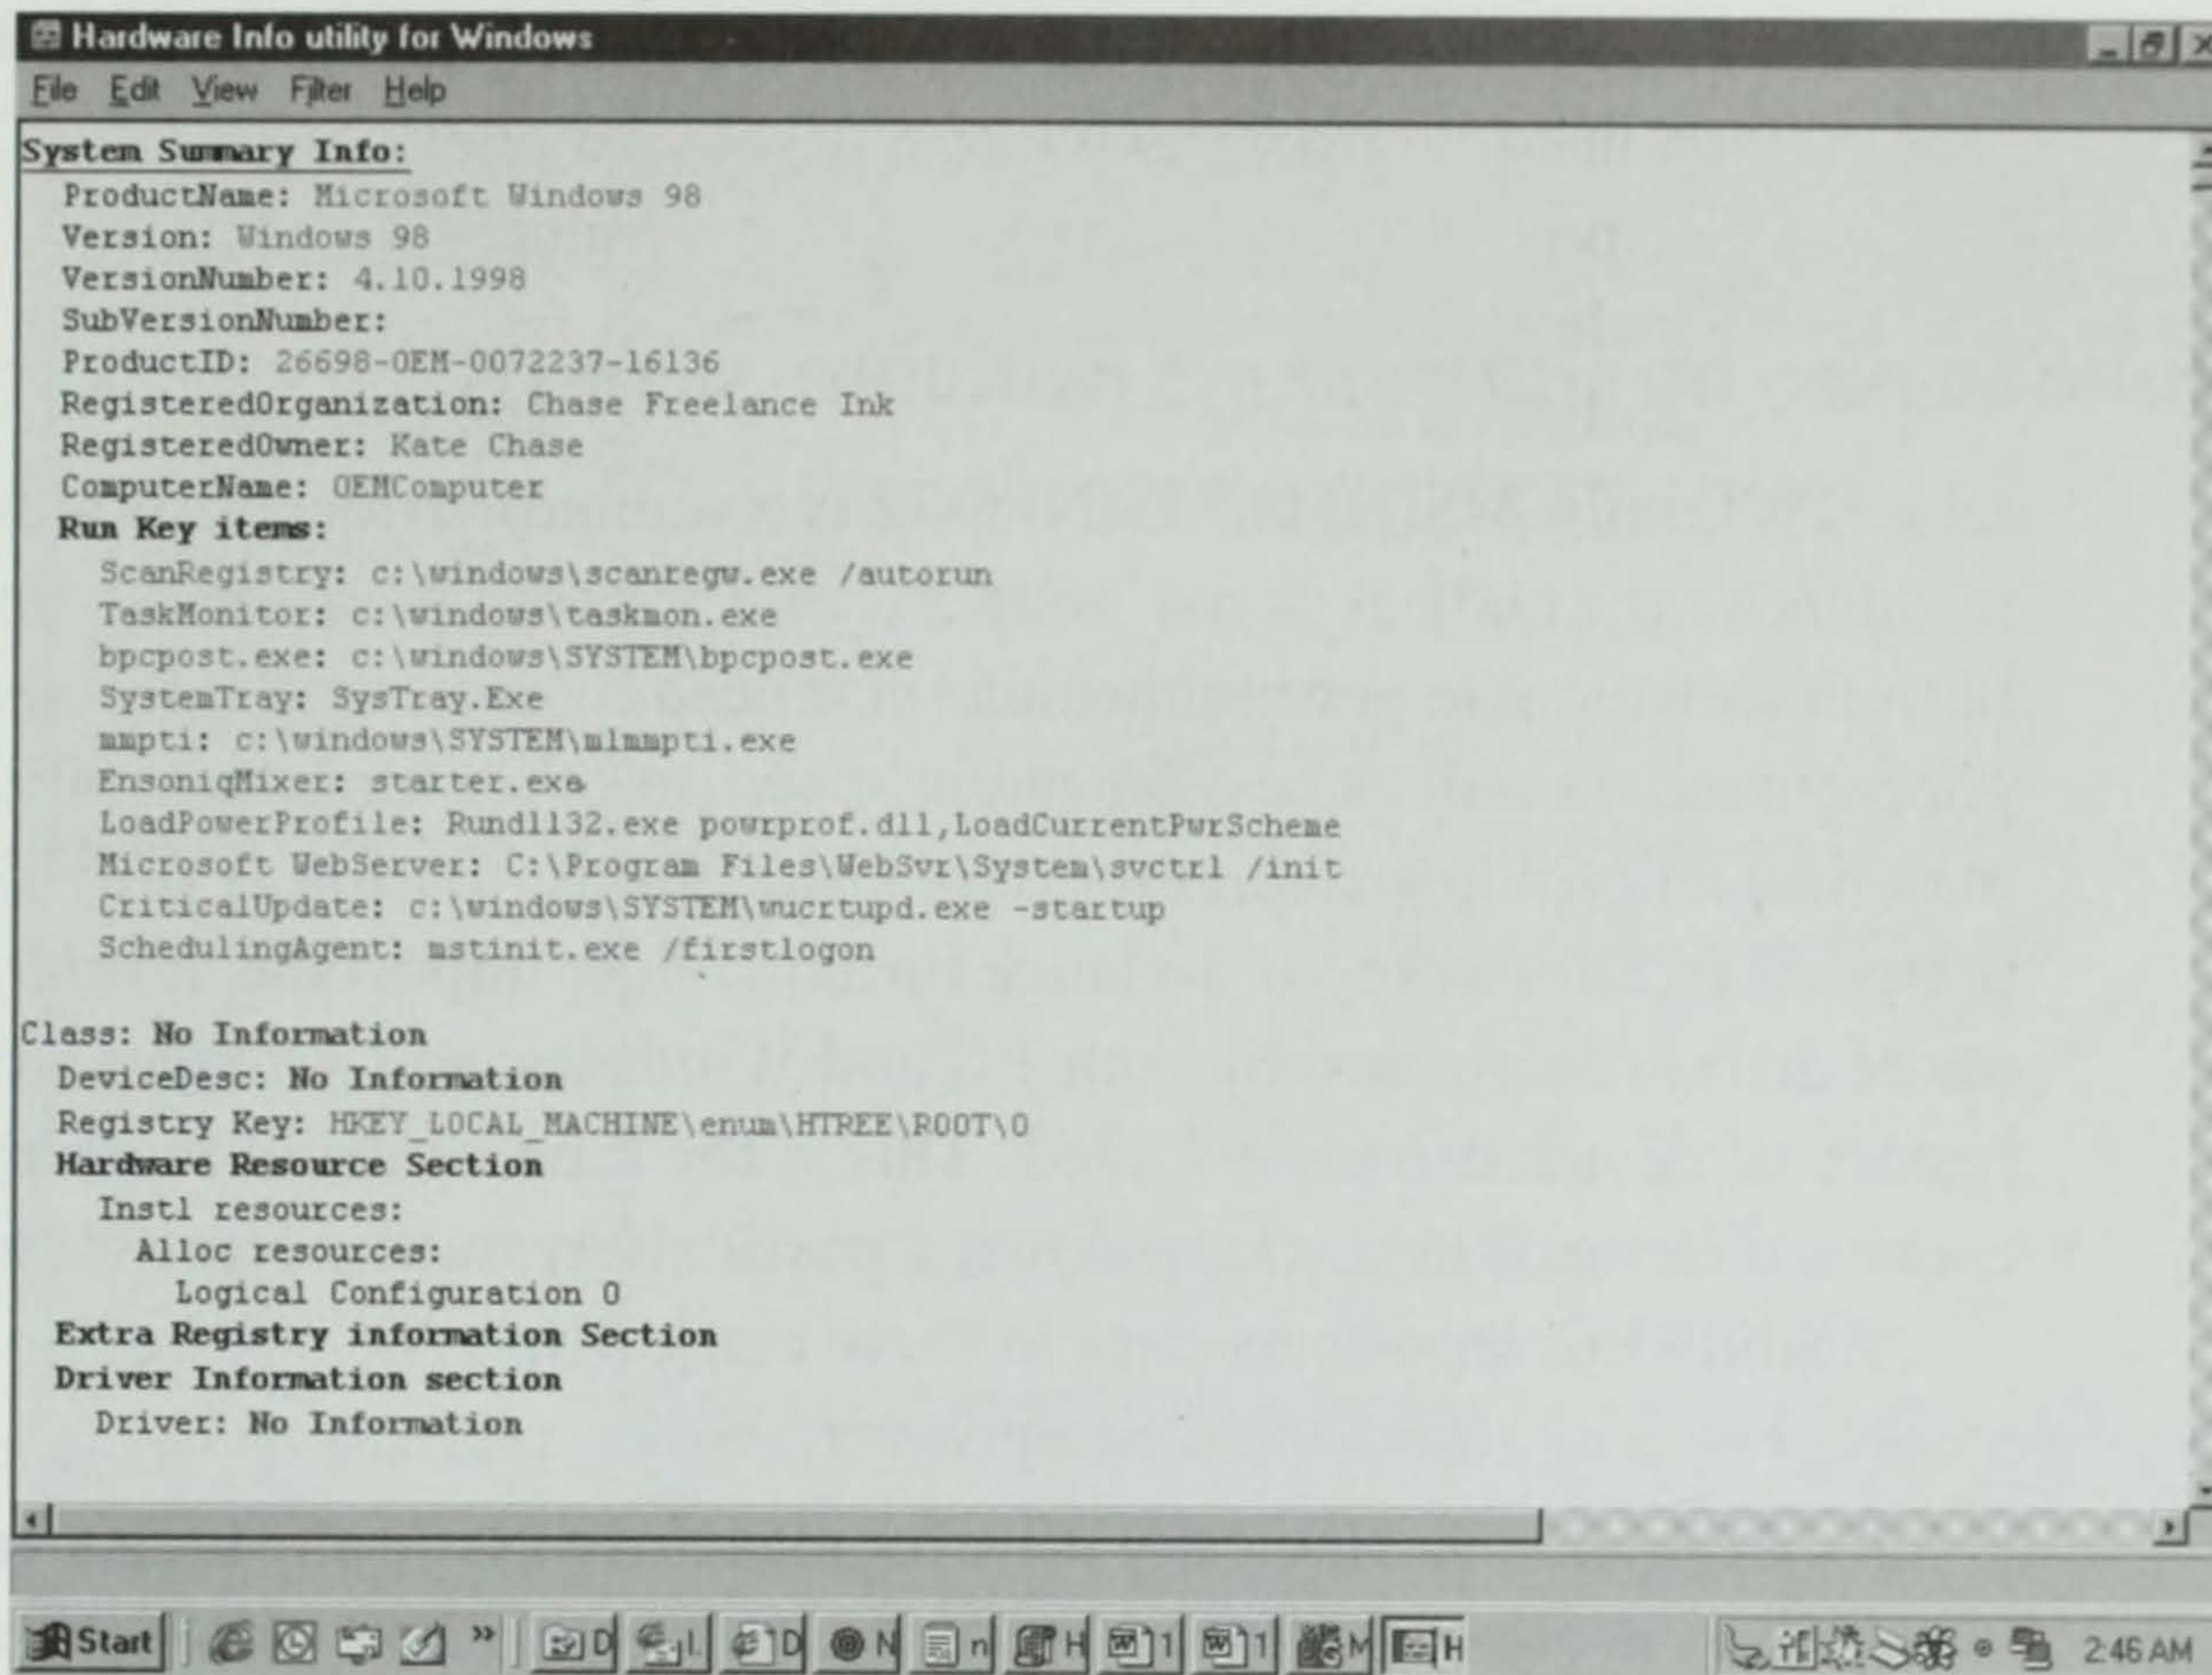 Hardware Info utility for Windows
File Edit View Filter Help
System Summary Info:
ProductName: Microsoft Windows 98
Version: Windows 98
VersionNumber: 4.10.1998
SubVersionNumber:
ProductID: 26698-OEM-0072237-16136
RegisteredOrganization: Chase Freelance Ink
RegisteredOwner: Kate Chase
ComputerName: OEMComputer
Run Key items:
ScanRegistry: c:\windows\scanregw.exe /autorun
TaskMonitor: c:\windows\taskmon.exe
bpcpost.exe: c:\windows\SYSTEM\bpcpost.exe
SystemTray: SysTray.Exe
mmpti: c:\windows\SYSTEM\mlmmpti.exe
EnsoniqMixer: starter.exe
LoadPowerProfile: Rundll32.exe powrprof.dll,LoadCurrentPwrScheme
Microsoft WebServer: C:\Program Files\WebSvr\System\svctrl /init
CriticalUpdate: c:\windows\SYSTEM\wucrtupd.exe -startup
SchedulingAgent: mstinit.exe /firstlogon
Class: No Information
DeviceDesc: No Information
Registry Key: HKEY_LOCAL_MACHINE\enum\HTREE\ROOT\0
Hardware Resource Section
Instl resources:
Alloc resources:
Logical Configuration 0
Extra Registry information Section
Driver Information section
Driver: No Information
Start » D L D N n H 1 1 M H 2:46 AM